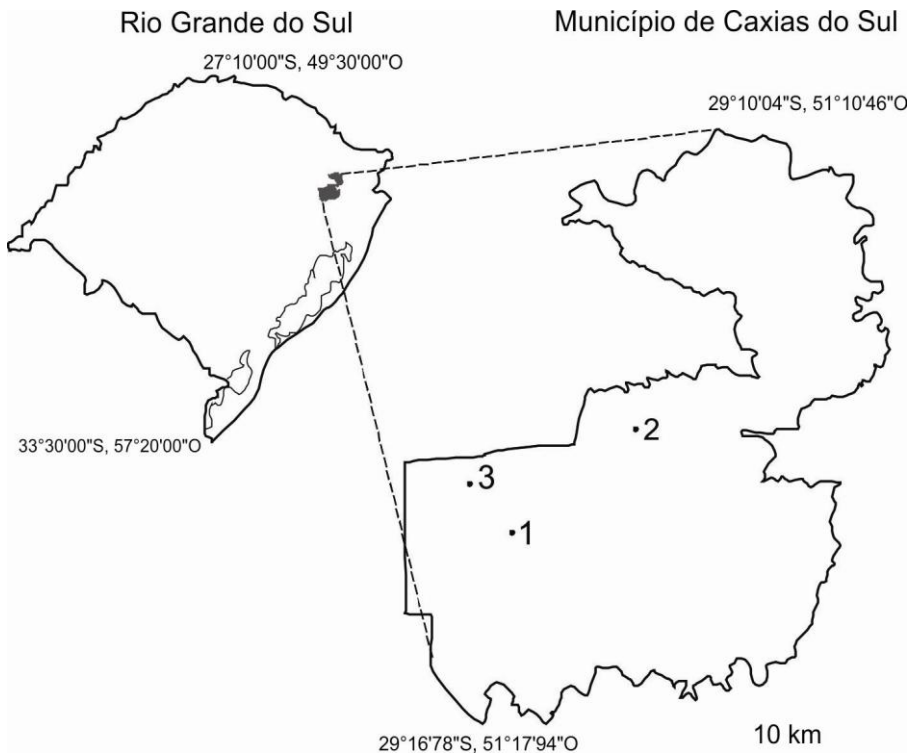 Rio Grande do Sul
27°10'00"S, 49°30'00"O
Município de Caxias do Sul
29°10'04"S, 51°10'46"O
33°30'00"S, 57°20'00"O
2
3
1
29°16'78"S, 51°17'94"O
10 km